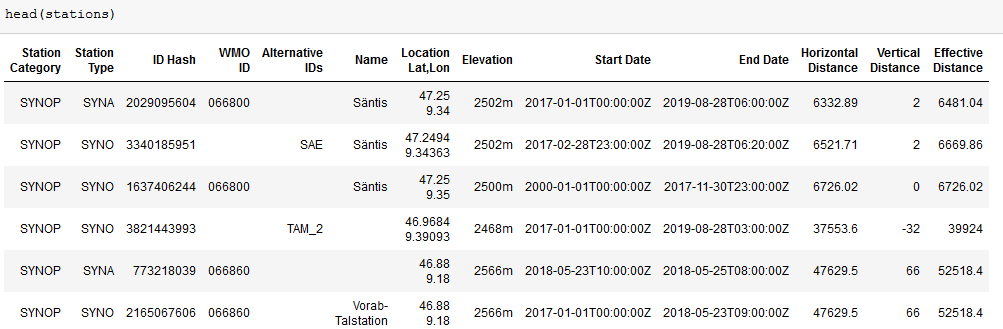 head(stations)
Station Category Station Type ID Hash WMO ID Alternative IDs Name Location Lat,Lon Elevation Start Date End Date Horizontal Distance Vertical Distance Effective Distance
SYNOP SYNA 2029095604 066800 Säntis 47.25 9.34 2502m 2017-01-01T00:00:00Z 2019-08-28T06:00:00Z 6332.89 2 6481.04
SYNOP SYNO 3340185951 SAE Säntis 47.2494 9.34363 2502m 2017-02-28T23:00:00Z 2019-08-28T06:20:00Z 6521.71 2 6669.86
SYNOP SYNO 1637406244 066800 Säntis 47.25 9.35 2500m 2000-01-01T00:00:00Z 2017-11-30T23:00:00Z 6726.02 0 6726.02
SYNOP SYNO 3821443993 TAM_2 46.9684 9.39093 2468m 2017-01-01T00:00:00Z 2019-08-28T03:00:00Z 37553.6 -32 39924
SYNOP SYNA 773218039 066860 46.88 9.18 2566m 2018-05-23T10:00:00Z 2018-05-25T08:00:00Z 47629.5 66 52518.4
SYNOP SYNO 2165067606 066860 Vorab-Talstation 46.88 9.18 2566m 2017-01-01T00:00:00Z 2018-05-23T09:00:00Z 47629.5 66 52518.4